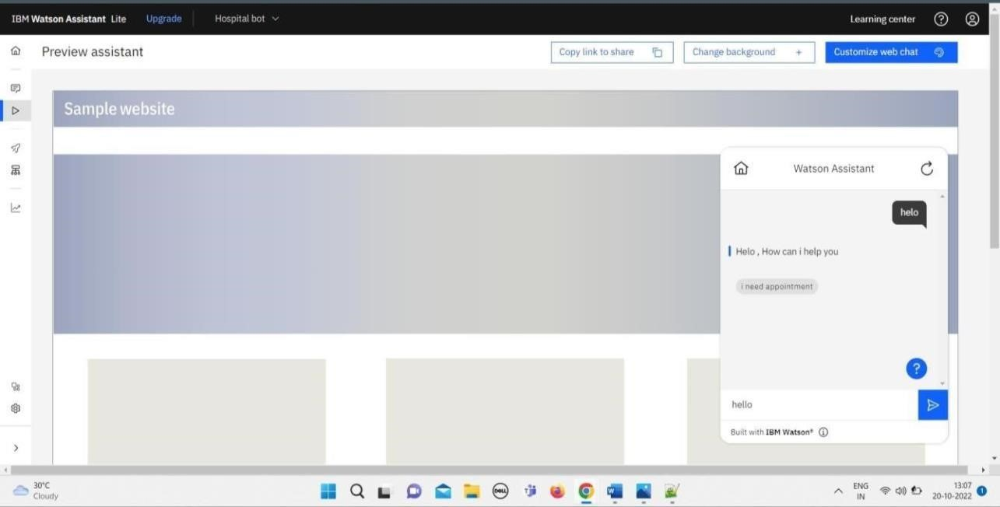 IBM Watson Assistant Lite Upgrade Hospital bot Learning center
Preview assistant Copy link to share Change background + Customize web chat
Sample website
Watson Assistant
helo
Helo , How can i help you
i need appointment
?
hello
Built with IBM Watson®
30°C
Cloudy
DELL
ENG
IN
13:07
20-10-2022
1